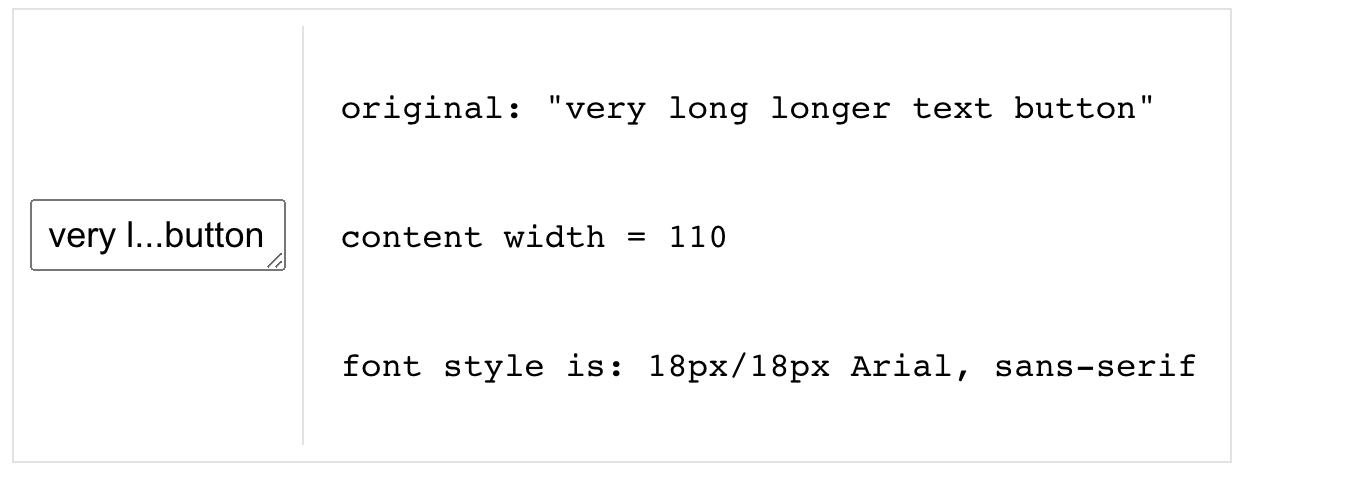 original: "very long longer text button"
very l...button
content width = 110
font style is: 18px/18px Arial, sans-serif